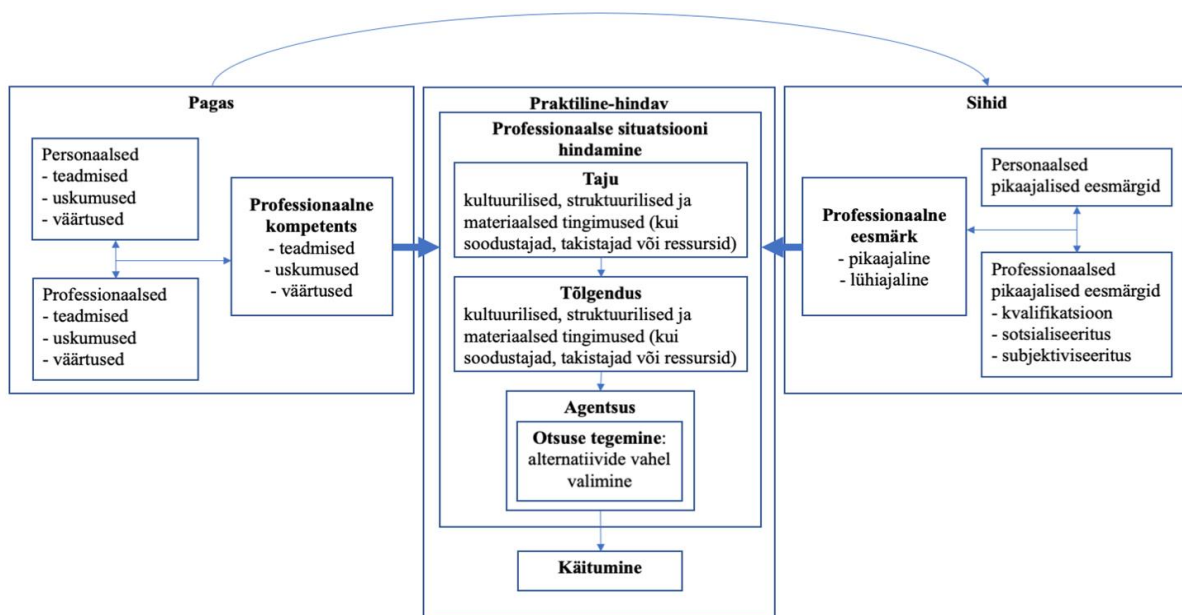 Pagas
Personaalsed
- teadmised
- uskumused
- väärtused
Professionaalsed
- teadmised
- uskumused
- väärtused
Professionaalne
kompetents
- teadmised
- uskumused
- väärtused
Praktiline-hindav
Professionaalse situatsiooni
hindamine
Taju
kultuurilised, struktuurilised ja
materiaalsed tingimused (kui
soodustajad, takistajad või ressursid)
Tõlgendus
kultuurilised, struktuurilised ja
materiaalsed tingimused (kui
soodustajad, takistajad või ressursid)
Agentsus
Otsuse tegemine:
alternatiivide vahel
valimine
Käitumine
Sihid
Professionaalne
eesmärk
- pikaajaline
- lühiajaline
Personaalsed
pikaajalised eesmärgid
Professionaalsed
pikaajalised eesmärgid
- kvalifikatsioon
- sotsialiseeritus
- subjektiviseeritus